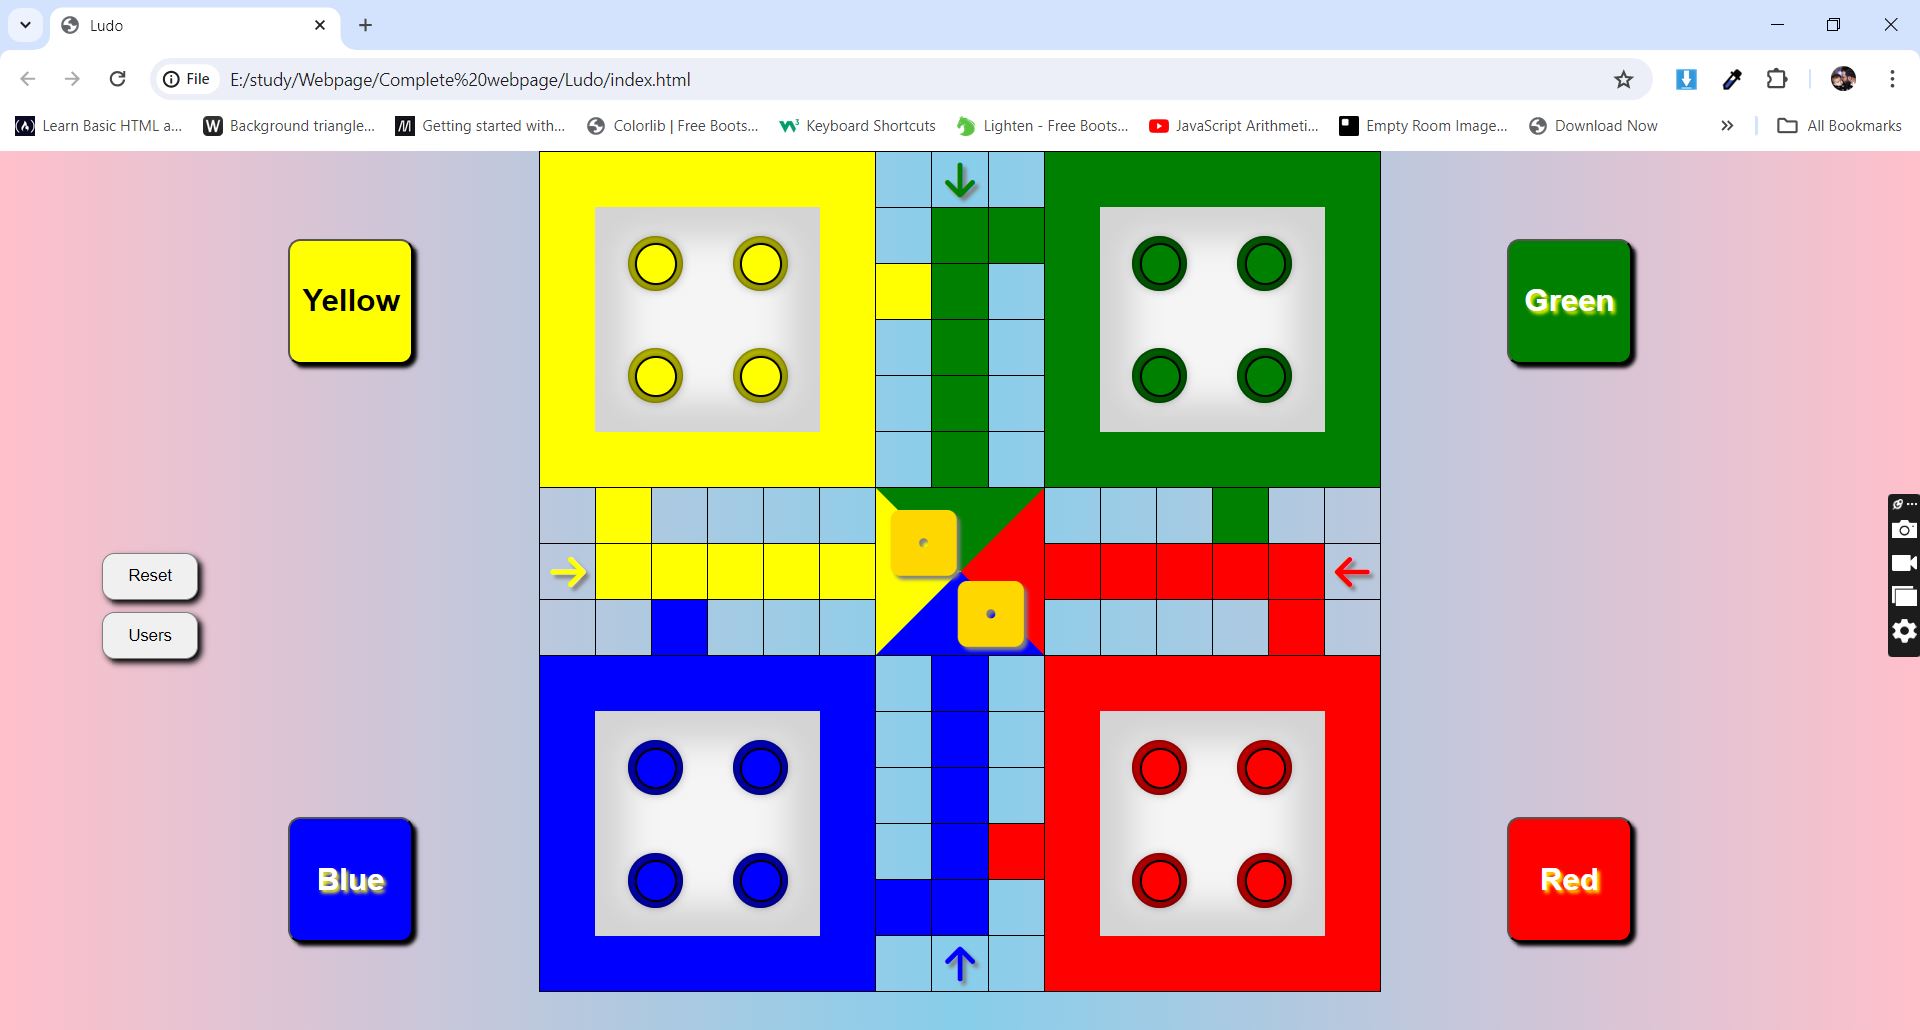 Ludo
File
E:/study/Webpage/Complete%20webpage/Ludo/index.html
Learn Basic HTML a...
Background triangle...
Getting started with...
Colorlib | Free Boots...
Keyboard Shortcuts
Lighten - Free Boots...
JavaScript Arithmeti...
Empty Room Image...
Download Now
All Bookmarks
Yellow
Green
Reset
Users
Blue
Red